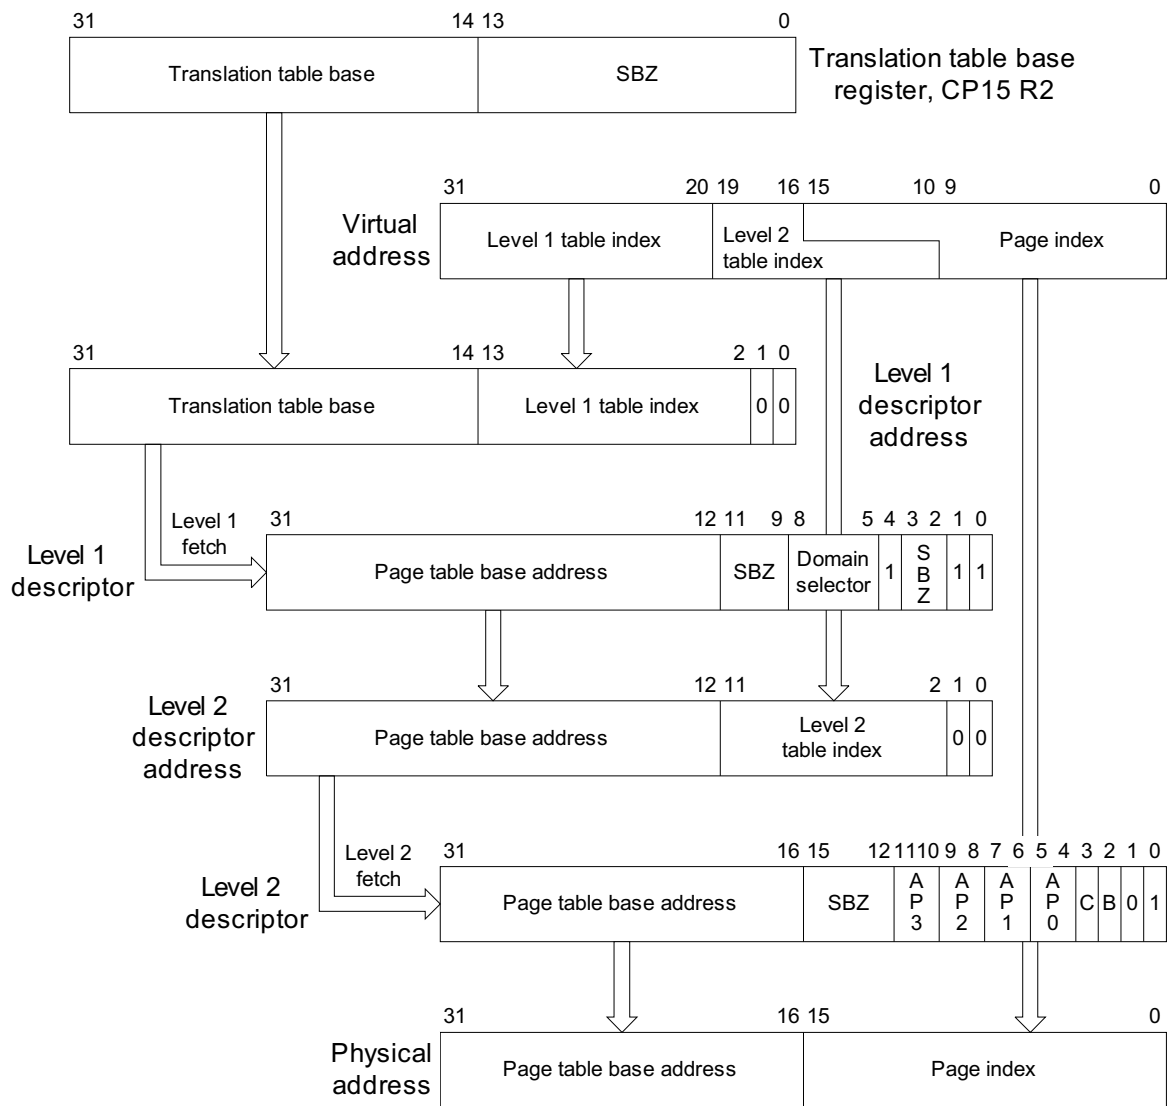 31 14 13 0
Translation table base SBZ
Translation table base
register, CP15 R2
31 20 19 16 15 10 9 0
Virtual
address
Level 1 table index
Level 2
table index
Page index
31 14 13 2 1 0
Translation table base Level 1 table index 0 0
Level 1
descriptor
address
Level 1
fetch
31 12 11 9 8 5 4 3 2 1 0
Level 1
descriptor
Page table base address SBZ
Domain
selector
1
S
B
Z
1 1
31 12 11 2 1 0
Level 2
descriptor
address
Page table base address
Level 2
table index
0 0
Level 2
fetch
31 16 15 12 11 10 9 8 7 6 5 4 3 2 1 0
Level 2
descriptor
Page table base address SBZ
A
P
3
A
P
2
A
P
1
A
P
0
C B 0 1
31 16 15 0
Physical
address
Page table base address Page index